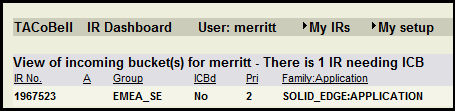 TACoBell IR Dashboard User: merritt My IRs My setup
View of incoming bucket(s) for merritt - There is 1 IR needing ICB
IR No. A Group ICBd Pri Family:Application
1967523 EMEA_SE No 2 SOLID_EDGE:APPLICATION